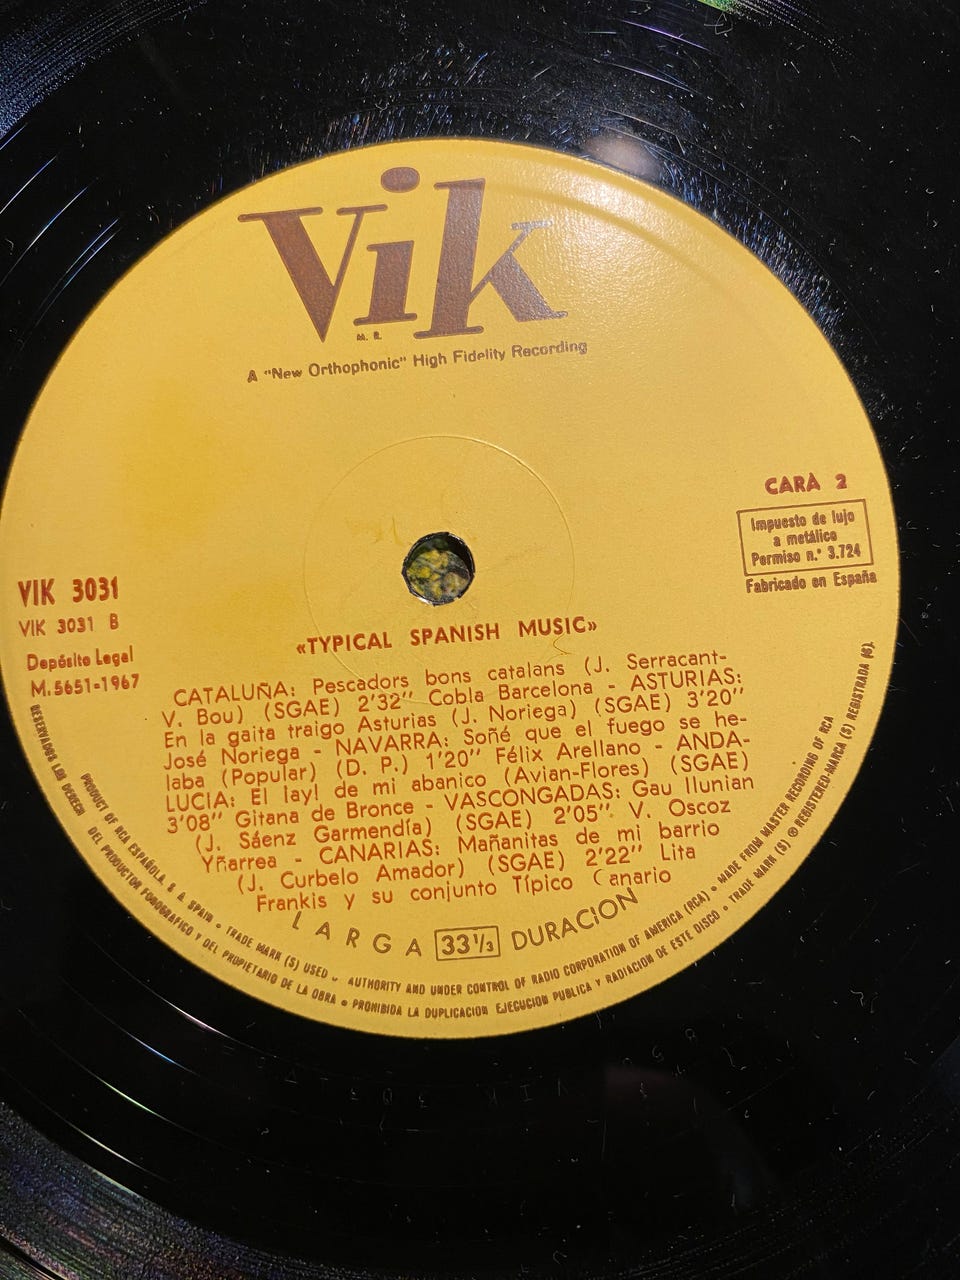 Vik
M. R.
A "New Orthophonic" High Fidelity Recording
CARA 2
Impuesto de lujo
a metálico
Permiso n.° 3.724
Fabricado en España
VIK 3031
VIK 3031 B
Depósito Legal
M.5651-1967
«TYPICAL SPANISH MUSIC»
CATALUÑA: Pescadors bons catalans (J. Serracant-
V. Bou) (SGAE) 2'32'' Cobla Barcelona - ASTURIAS:
En la gaita traigo Asturias (J. Noriega) (SGAE) 3'20''
José Noriega - NAVARRA: Soñé que el fuego se he-
laba (Popular) (D. P.) 1'20'' Félix Arellano - ANDA-
LUCIA: El ¡ay! de mi abanico (Avian-Flores) (SGAE)
3'08'' Gitana de Bronce - VASCONGADAS: Gau Ilunian
(J. Sáenz Garmendía) (SGAE) 2'05'' V. Oscoz
Yñarrea - CANARIAS: Mañanitas de mi barrio
(J. Curbelo Amador) (SGAE) 2'22'' Lita
Frankis y su conjunto Típico Canario
LARGA 33 1/3 DURACION
PRODUCT OF RCA ESPAÑOLA, S. A. SPAIN • TRADE MARK (S) USED - AUTHORITY AND UNDER CONTROL OF RADIO CORPORATION OF AMERICA (RCA) • MADE FROM MASTER RECORDING OF RCA
RESERVADOS LOS DERECH DEL PRODUCTOR FONOGRAFICO Y DEL PROPIETARIO DE LA OBRA • PROHIBIDA LA DUPLICACION EJECUCION PUBLICA Y RADIACION DE ESTE DISCO • TRADE MARK (S) ® REGISTERED-MARCA (S) REGISTRADA (S).